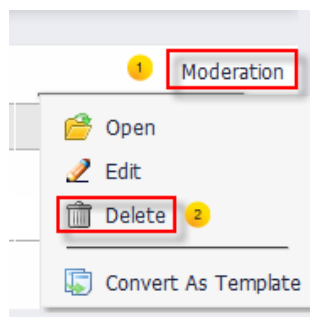 1 Moderation
Open
Edit
Delete 2
Convert As Template